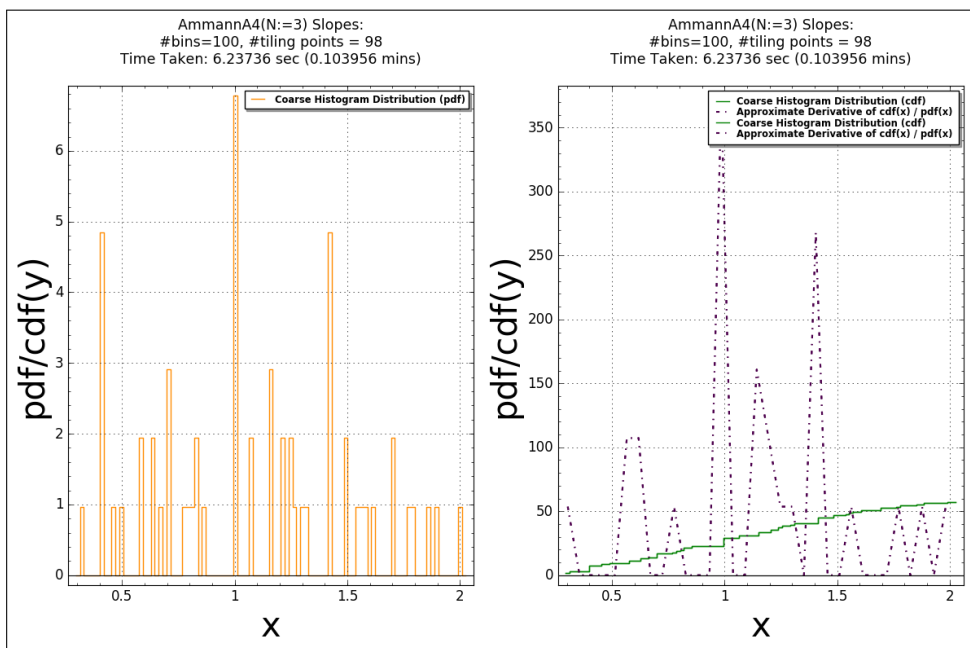 AmmannA4(N:=3) Slopes:
#bins=100, #tiling points = 98
Time Taken: 6.23736 sec (0.103956 mins)
Coarse Histogram Distribution (pdf)
6
5
4
3
2
1
0
pdf/cdf(y)
0.5
1
1.5
2
x
AmmannA4(N:=3) Slopes:
#bins=100, #tiling points = 98
Time Taken: 6.23736 sec (0.103956 mins)
Coarse Histogram Distribution (cdf)
Approximate Derivative of cdf(x) / pdf(x)
Coarse Histogram Distribution (cdf)
Approximate Derivative of cdf(x) / pdf(x)
350
300
250
200
150
100
50
0
pdf/cdf(y)
0.5
1
1.5
2
x